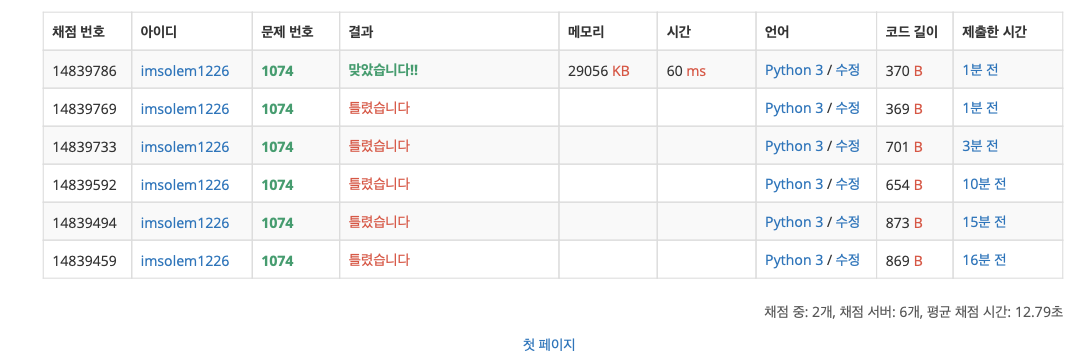 채점 번호 아이디 문제 번호 결과 메모리 시간 언어 코드 길이 제출한 시간
14839786 imsolem1226 1074 맞았습니다!! 29056 KB 60 ms Python 3 / 수정 370 B 1분 전
14839769 imsolem1226 1074 틀렸습니다 Python 3 / 수정 369 B 1분 전
14839733 imsolem1226 1074 틀렸습니다 Python 3 / 수정 701 B 3분 전
14839592 imsolem1226 1074 틀렸습니다 Python 3 / 수정 654 B 10분 전
14839494 imsolem1226 1074 틀렸습니다 Python 3 / 수정 873 B 15분 전
14839459 imsolem1226 1074 틀렸습니다 Python 3 / 수정 869 B 16분 전
채점 중: 2개, 채점 서버: 6개, 평균 채점 시간: 12.79초
첫 페이지